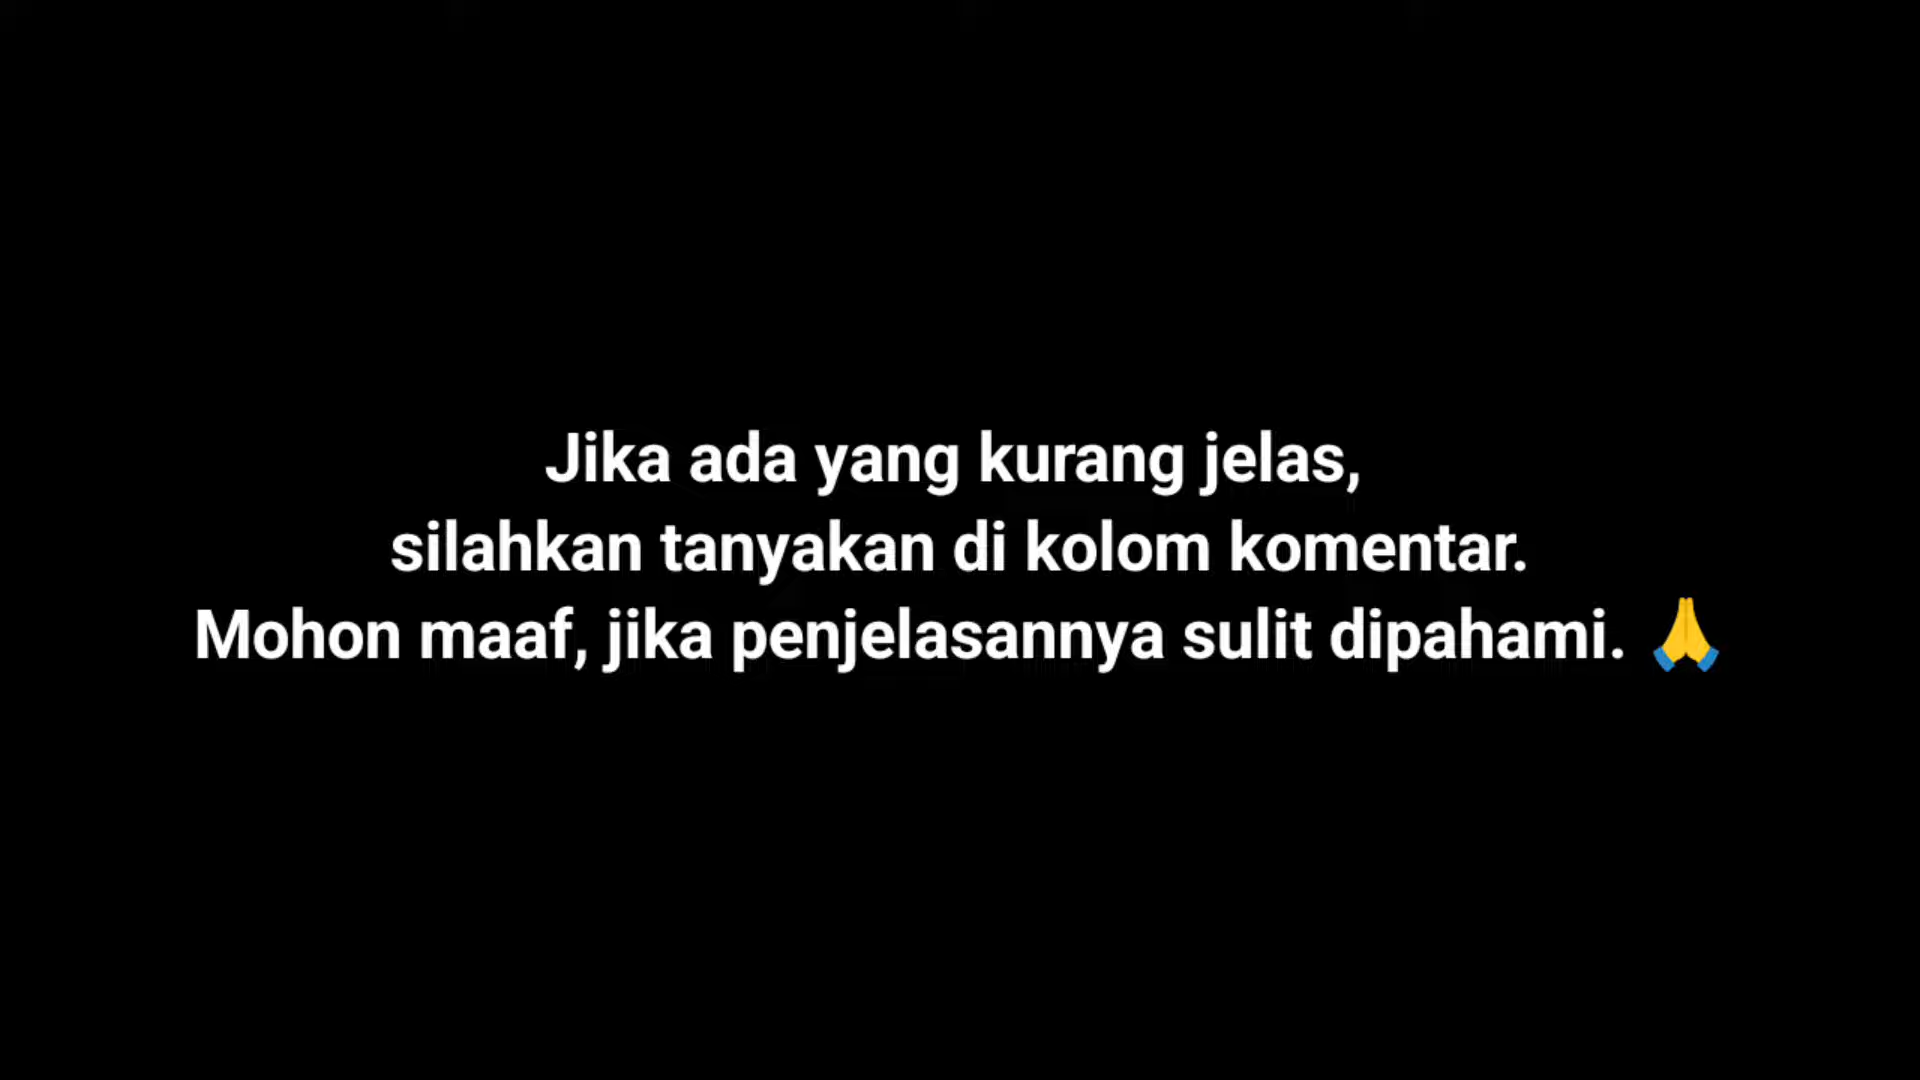 Jika ada yang kurang jelas,
silahkan tanyakan di kolom komentar.
Mohon maaf, jika penjelasannya sulit dipahami. 🙏